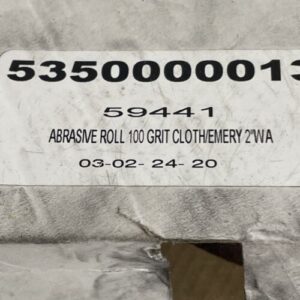 5350000013
59441
ABRASIVE ROLL 100 GRIT CLOTH/EMERY 2"WA
03-02- 24- 20